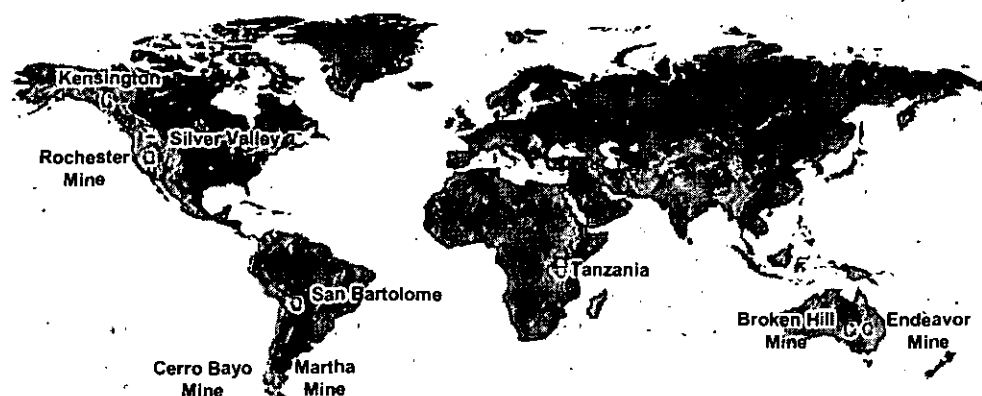 Kensington
Silver Valley
Rochester
Mine
Tanzania
San Bartolome
Broken Hill
Mine
Endeavor
Mine
Cerro Bayo
Mine
Martha
Mine